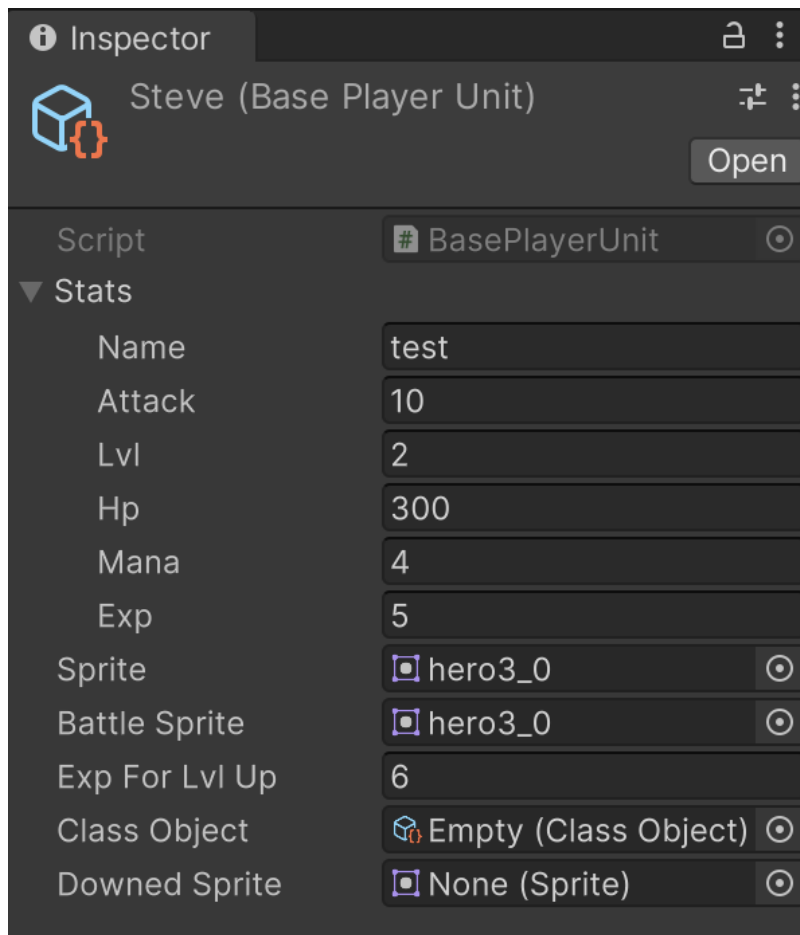 Inspector
Steve (Base Player Unit)
Open
Script # BasePlayerUnit
Stats
Name test
Attack 10
Lvl 2
Hp 300
Mana 4
Exp 5
Sprite hero3_0
Battle Sprite hero3_0
Exp For Lvl Up 6
Class Object Empty (Class Object)
Downed Sprite None (Sprite)